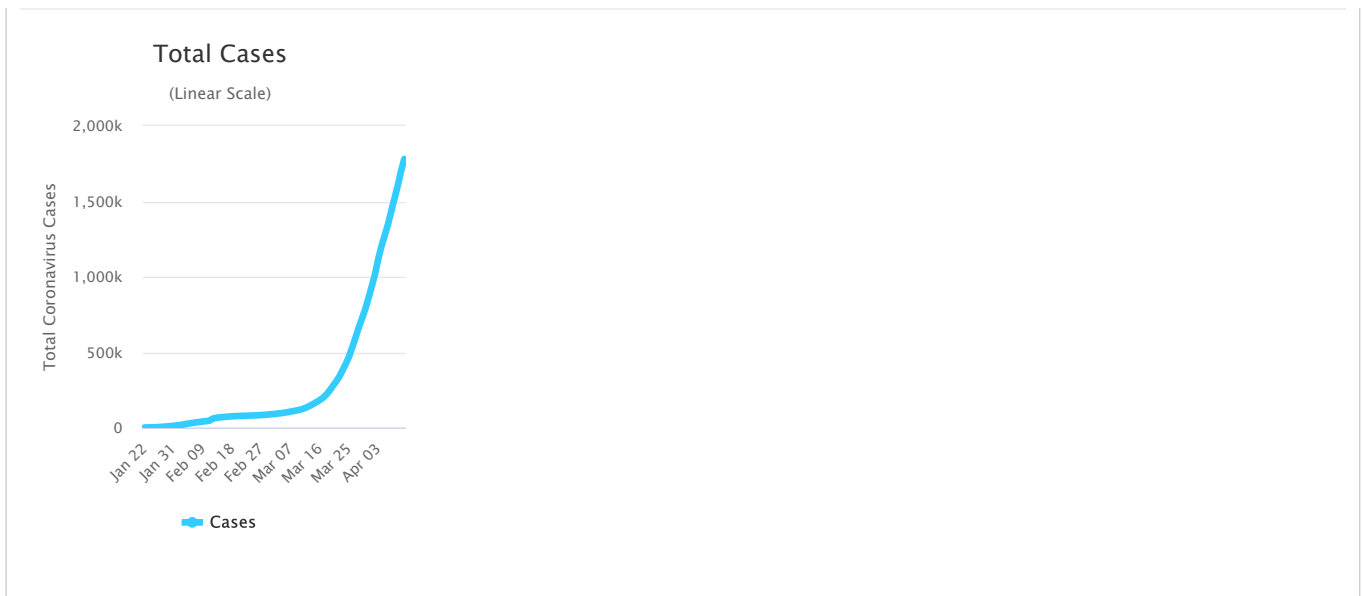 Total Cases
(Linear Scale)
Total Coronavirus Cases
2,000k
1,500k
1,000k
500k
0
Jan 22
Jan 31
Feb 09
Feb 18
Feb 27
Mar 07
Mar 16
Mar 25
Apr 03
Cases